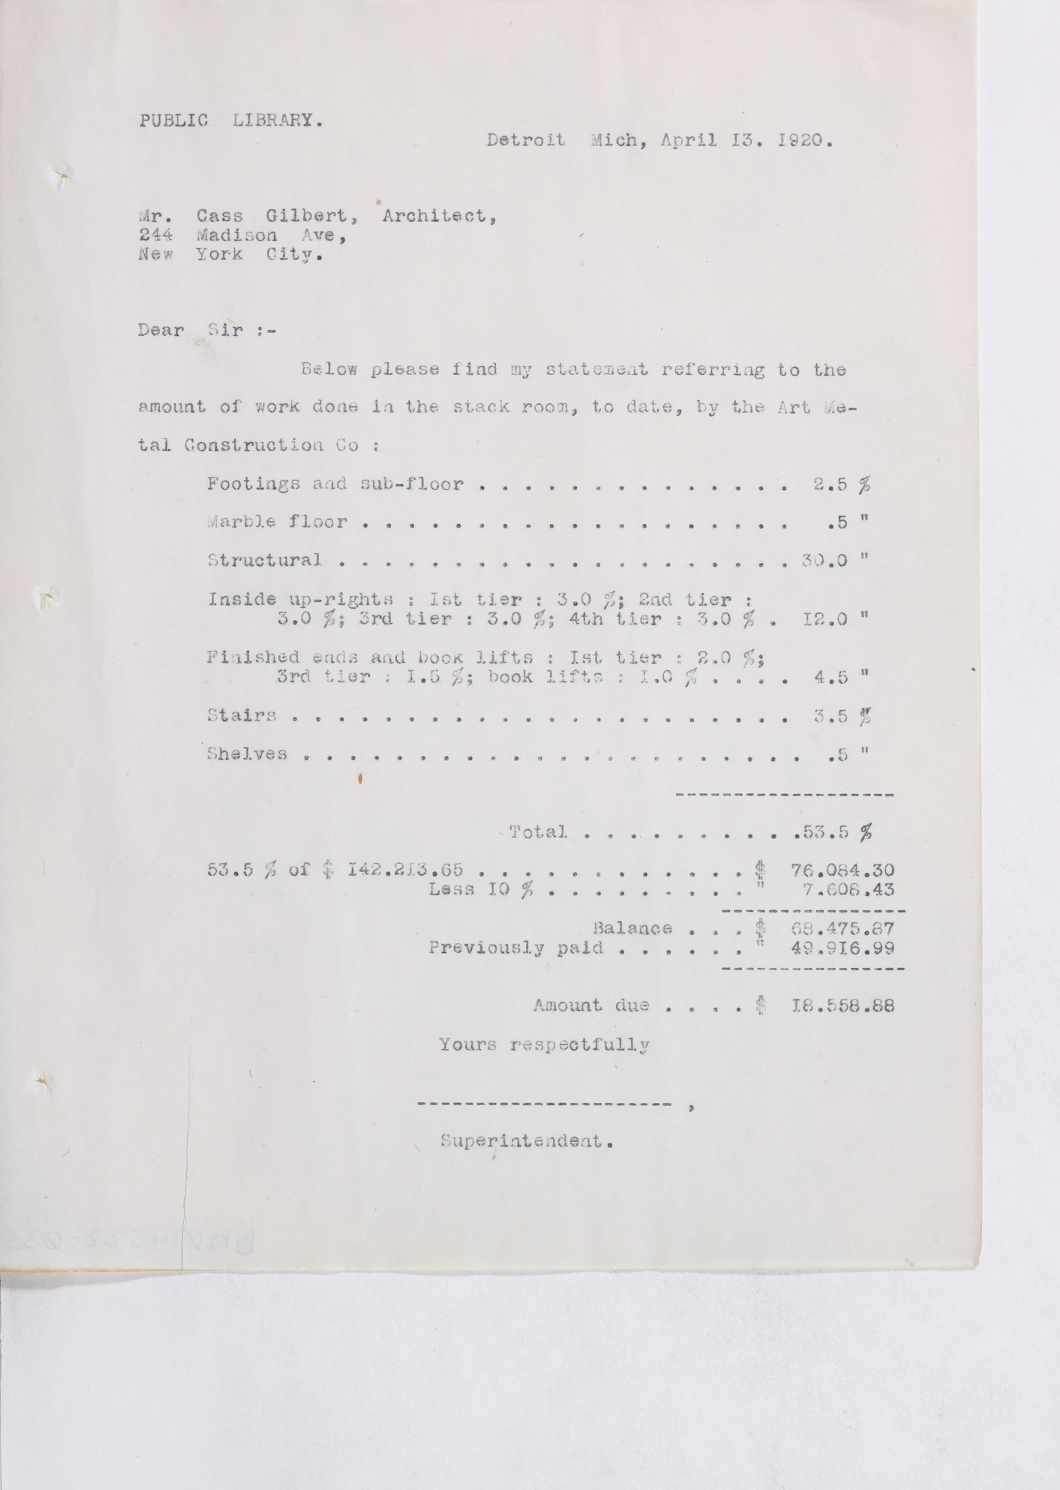 PUBLIC LIBRARY.
Detroit Mich, April I3. I920.
Mr. Cass Gilbert, Architect,
244 Madison Ave,
New York City.
Dear Sir :-
Below please find my statement referring to the
amount of work done in the stack room, to date, by the Art Me-
tal Construction Co :
Footings and sub-floor . . . . . . . . . . . . . . 2.5 %
Marble floor . . . . . . . . . . . . . . . . . . . .5 "
Structural . . . . . . . . . . . . . . . . . . . . 30.0 "
Inside up-rights : Ist tier : 3.0 %; 2nd tier :
3.0 %; 3rd tier : 3.0 %; 4th tier : 3.0 % . I2.0 "
Finished ends and book lifts : Ist tier : 2.0 %;
3rd tier : I.5 %; book lifts : I.0 % . . . . 4.5 "
Stairs . . . . . . . . . . . . . . . . . . . . . . 3.5 %
Shelves . . . . . . . . . . . . . . . . . . . . . . .5 "
-------------------
Total . . . . . . . . . .53.5 %
53.5 % of $ I42.2I3.65 . . . . . . . . . . . . $ 76.084.30
Less I0 % . . . . . . . . . " 7.608.43
----------------
Balance . . . $ 68.475.87
Previously paid . . . . . . " 49.9I6.99
----------------
Amount due . . . . $ I8.558.88
Yours respectfully
---------------------- ,
Superintendent.